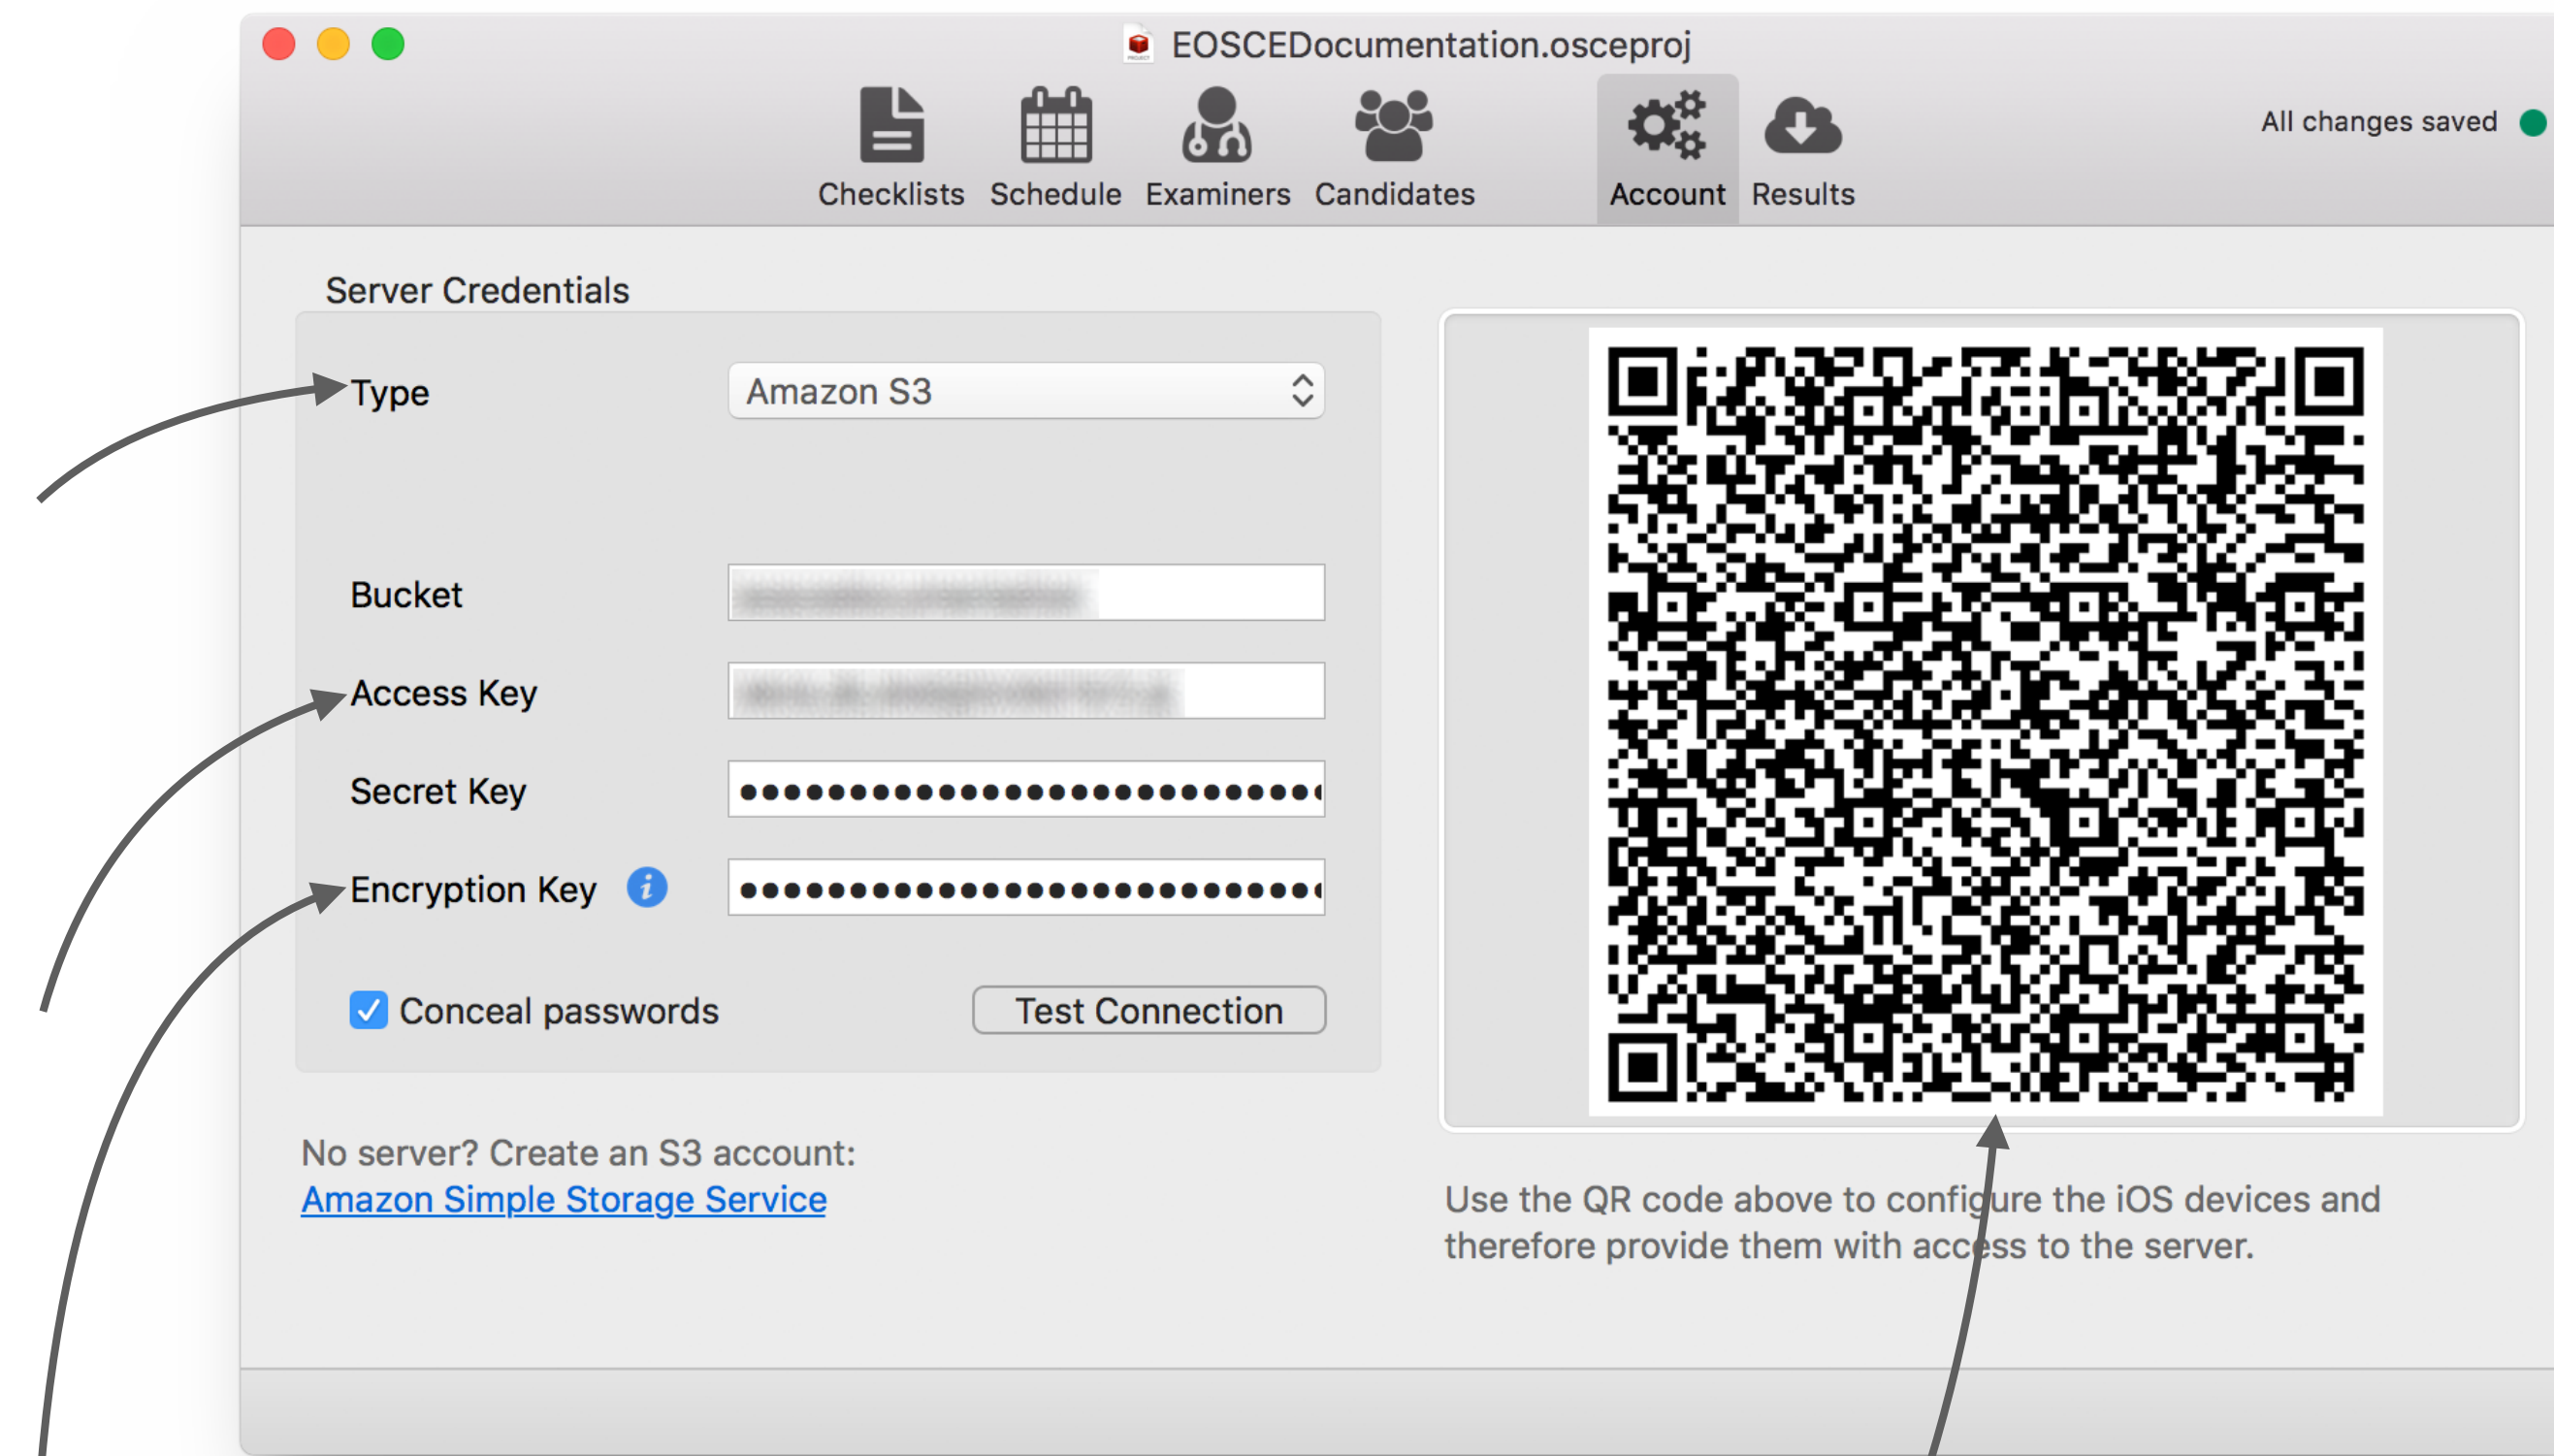 EOSCEDocumentation.osceproj
Checklists Schedule Examiners Candidates Account Results
All changes saved
Server Credentials
Type Amazon S3
Bucket
Access Key
Secret Key
Encryption Key
Conceal passwords Test Connection
No server? Create an S3 account:
Amazon Simple Storage Service
Use the QR code above to configure the iOS devices and
therefore provide them with access to the server.